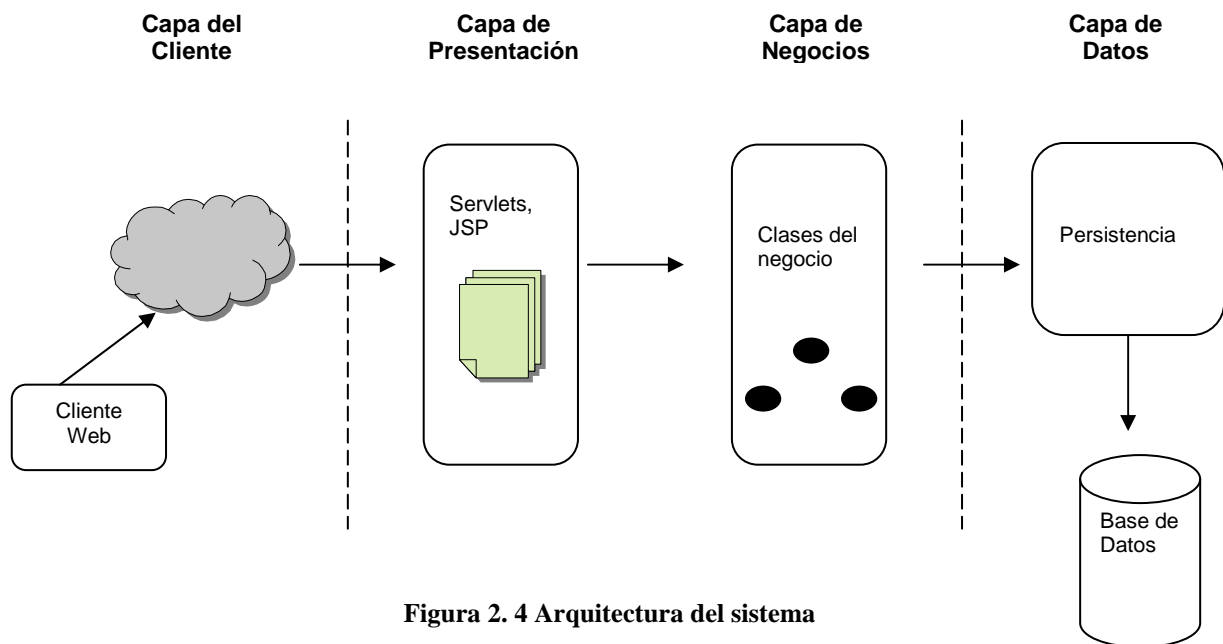 Capa del
Cliente
Capa de
Presentación
Capa de
Negocios
Capa de
Datos
Servlets,
JSP
Clases del
negocio
Persistencia
Cliente
Web
Base de
Datos
Figura 2. 4 Arquitectura del sistema